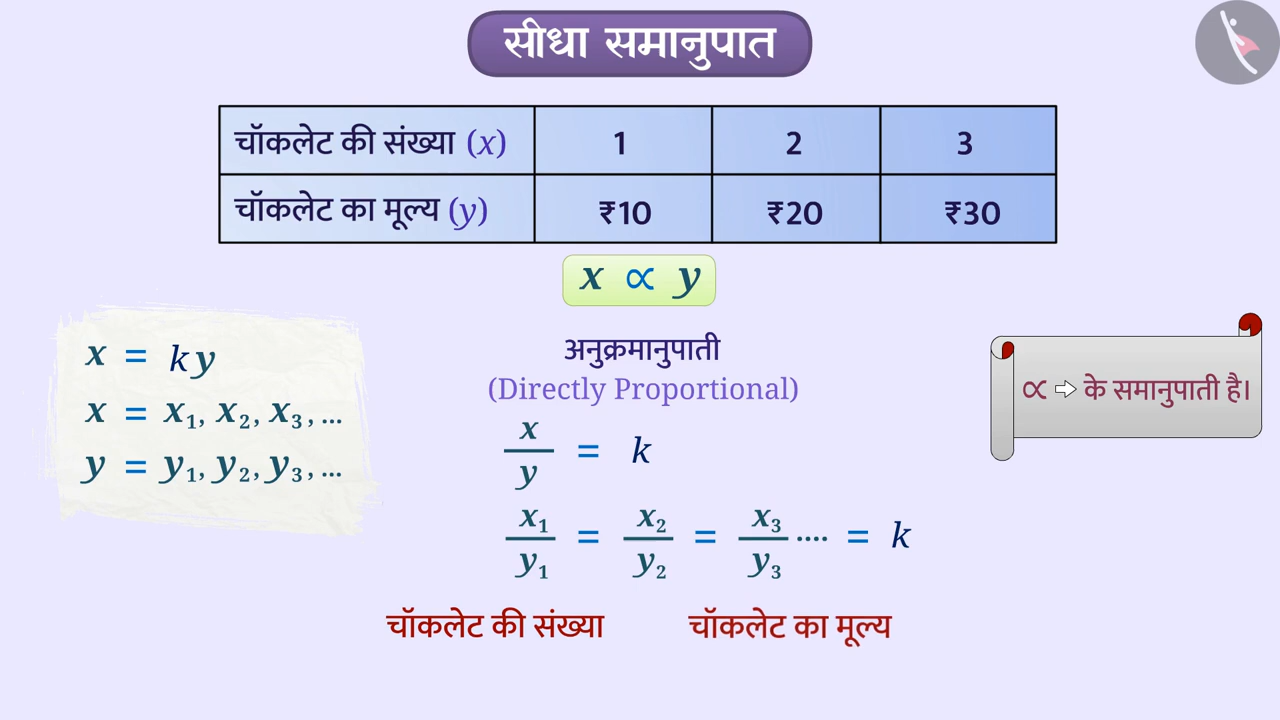 सीधा समानुपात
चॉकलेट की संख्या (x) 1 2 3
चॉकलेट का मूल्य (y) ₹10 ₹20 ₹30
x ∝ y
x = ky
x = x₁, x₂, x₃, ...
y = y₁, y₂, y₃, ...
अनुक्रमानुपाती
(Directly Proportional)
x/y = k
x₁/y₁ = x₂/y₂ = x₃/y₃ .... = k
∝ ⇨ के समानुपाती है।
चॉकलेट की संख्या चॉकलेट का मूल्य